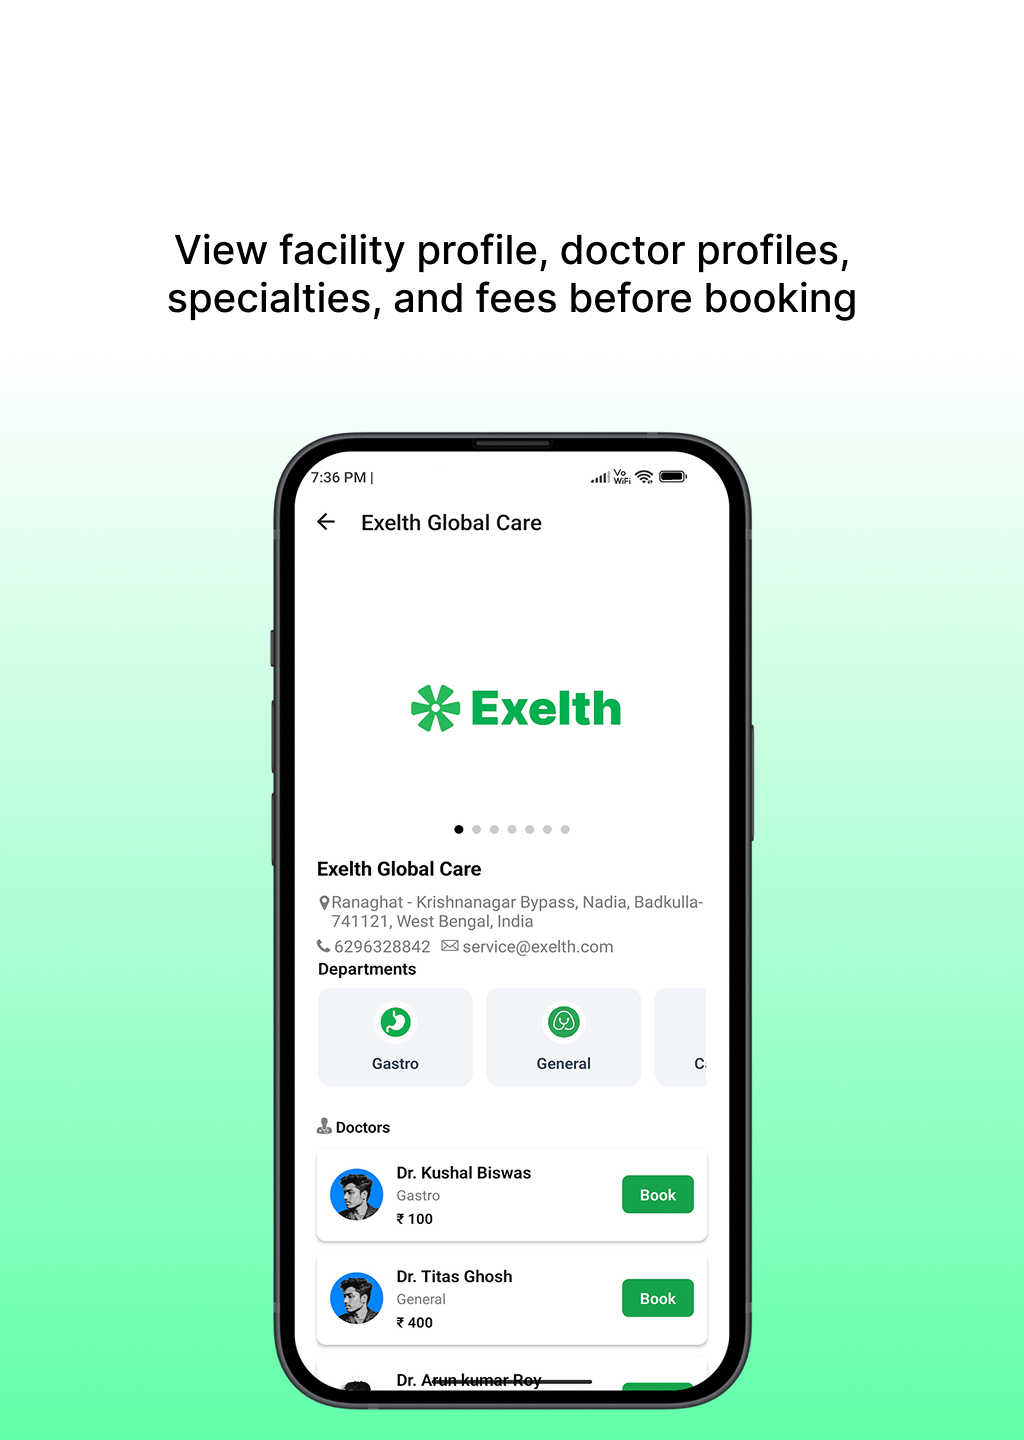 View facility profile, doctor profiles,
specialties, and fees before booking
7:36 PM |
Vo
WiFi
Exelth Global Care
Exelth
Exelth Global Care
Ranaghat - Krishnanagar Bypass, Nadia, Badkulla-
741121, West Bengal, India
6296328842 service@exelth.com
Departments
Gastro General
Doctors
Dr. Kushal Biswas
Gastro
₹ 100
Book
Dr. Titas Ghosh
General
₹ 400
Book
Dr. Arun kumar Roy